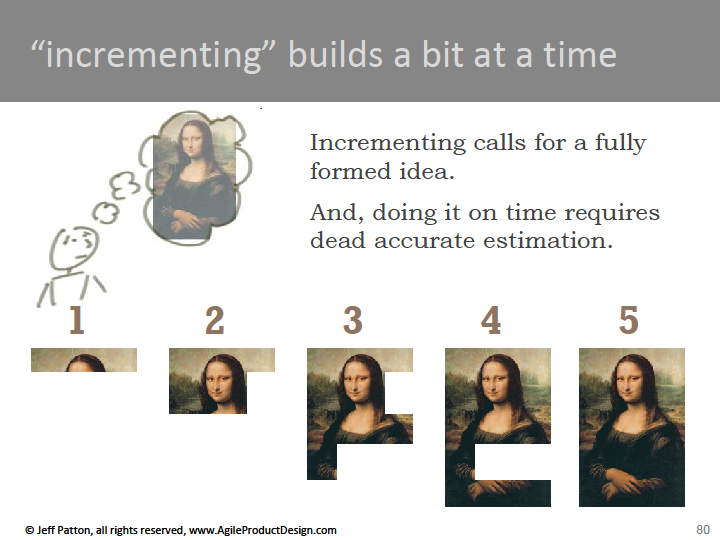 “incrementing” builds a bit at a time
Incrementing calls for a fully
formed idea.
And, doing it on time requires
dead accurate estimation.
1 2 3 4 5
© Jeff Patton, all rights reserved, www.AgileProductDesign.com
80